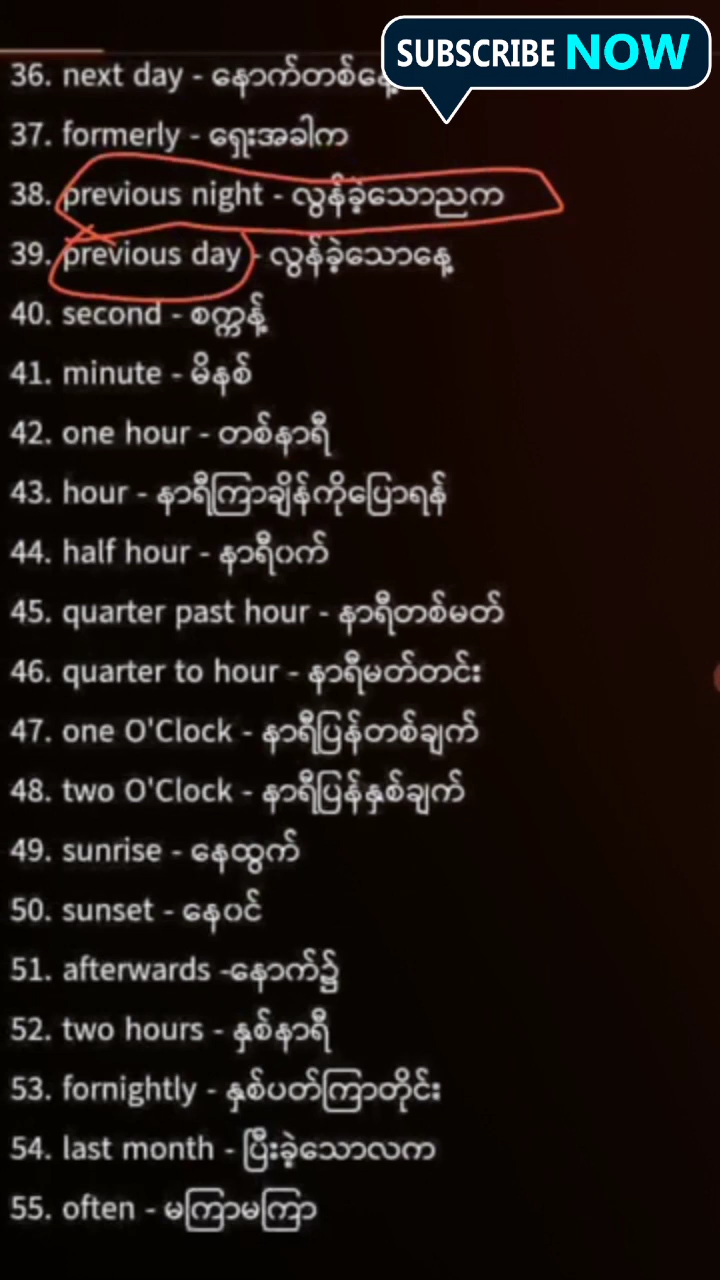 SUBSCRIBE NOW
36. next day - နောက်တစ်နေ့
37. formerly - ရှေးအခါက
38. previous night - လွန်ခဲ့သောညက
39. previous day - လွန်ခဲ့သောနေ့
40. second - စက္ကန့်
41. minute - မိနစ်
42. one hour - တစ်နာရီ
43. hour - နာရီကြာချိန်ကိုပြောရန်
44. half hour - နာရီဝက်
45. quarter past hour - နာရီတစ်မတ်
46. quarter to hour - နာရီမတ်တင်း
47. one O'Clock - နာရီပြန်တစ်ချက်
48. two O'Clock - နာရီပြန်နှစ်ချက်
49. sunrise - နေထွက်
50. sunset - နေဝင်
51. afterwards -နောက်၌
52. two hours - နှစ်နာရီ
53. fornightly - နှစ်ပတ်ကြာတိုင်း
54. last month - ပြီးခဲ့သောလက
55. often - မကြာမကြာ